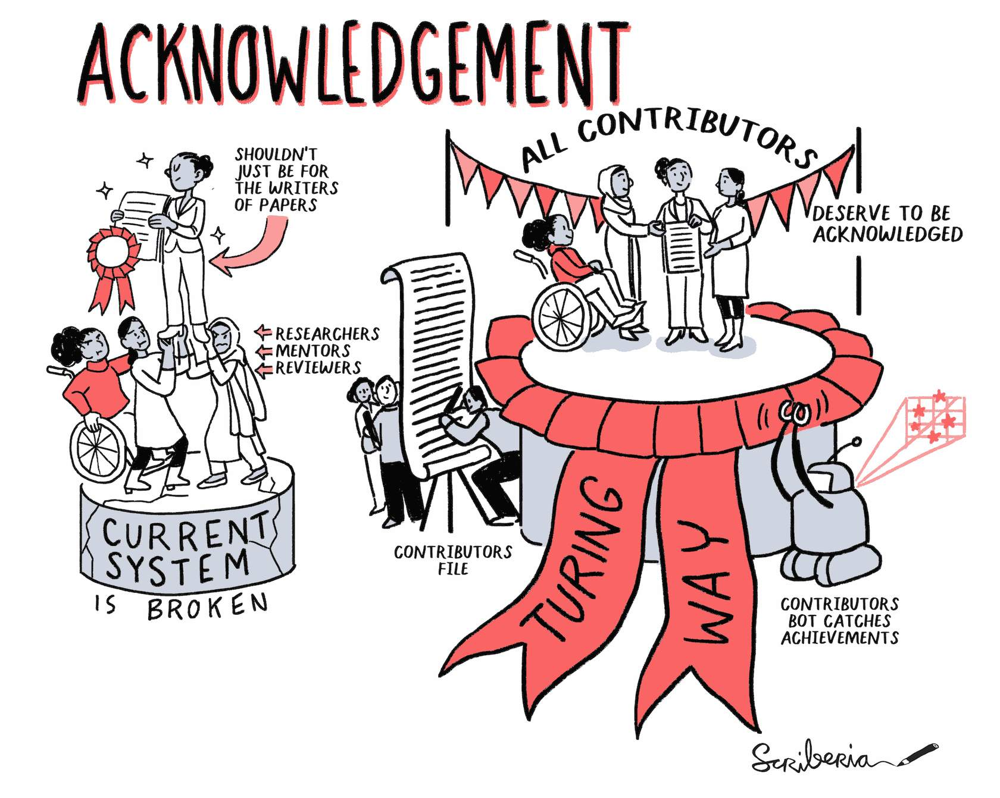 ACKNOWLEDGEMENT
SHOULDN'T
JUST BE FOR
THE WRITERS
OF PAPERS
RESEARCHERS
MENTORS
REVIEWERS
CURRENT
SYSTEM
IS BROKEN
ALL CONTRIBUTORS
DESERVE TO BE
ACKNOWLEDGED
CONTRIBUTORS
FILE
TURING
WAY
CONTRIBUTORS
BOT CATCHES
ACHIEVEMENTS
Scriberia